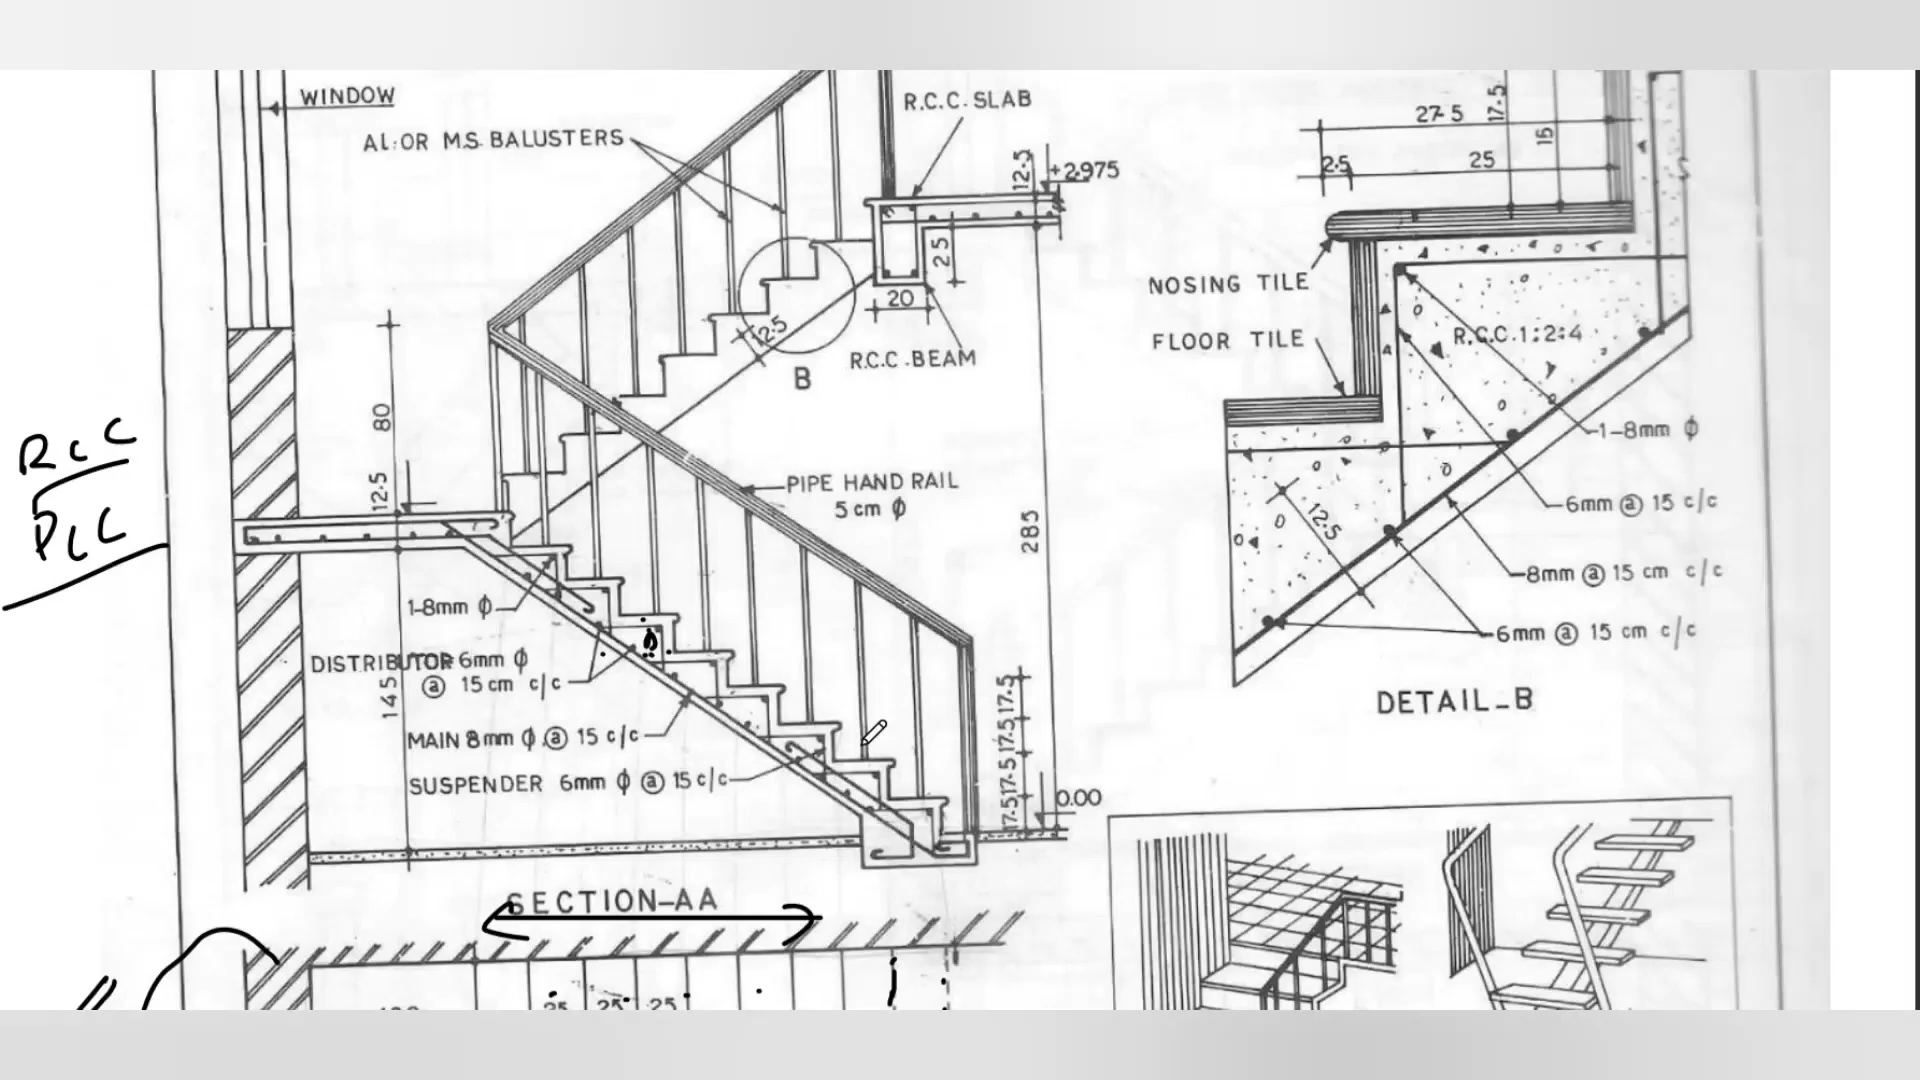 WINDOW
AL: OR M.S. BALUSTERS
R.C.C. SLAB
12.5
+2.975
25
20
12.5
R.C.C. BEAM
B
80
12.5
RCC
PCC
PIPE HAND RAIL
5 cm ϕ
285
1-8mm ϕ
DISTRIBUTOR 6mm ϕ
@ 15cm c/c
145
MAIN 8mm ϕ @ 15 c/c
SUSPENDER 6mm ϕ @ 15 c/c
17.5
17.5
17.5
17.5
0.00
SECTION-AA
25 25 25
27.5
17.5
15
2.5
25
NOSING TILE
FLOOR TILE
R.C.C. 1:2:4
1-8mm ϕ
6mm @ 15 c/c
12.5
8mm @ 15 cm c/c
6mm @ 15 cm c/c
DETAIL-B